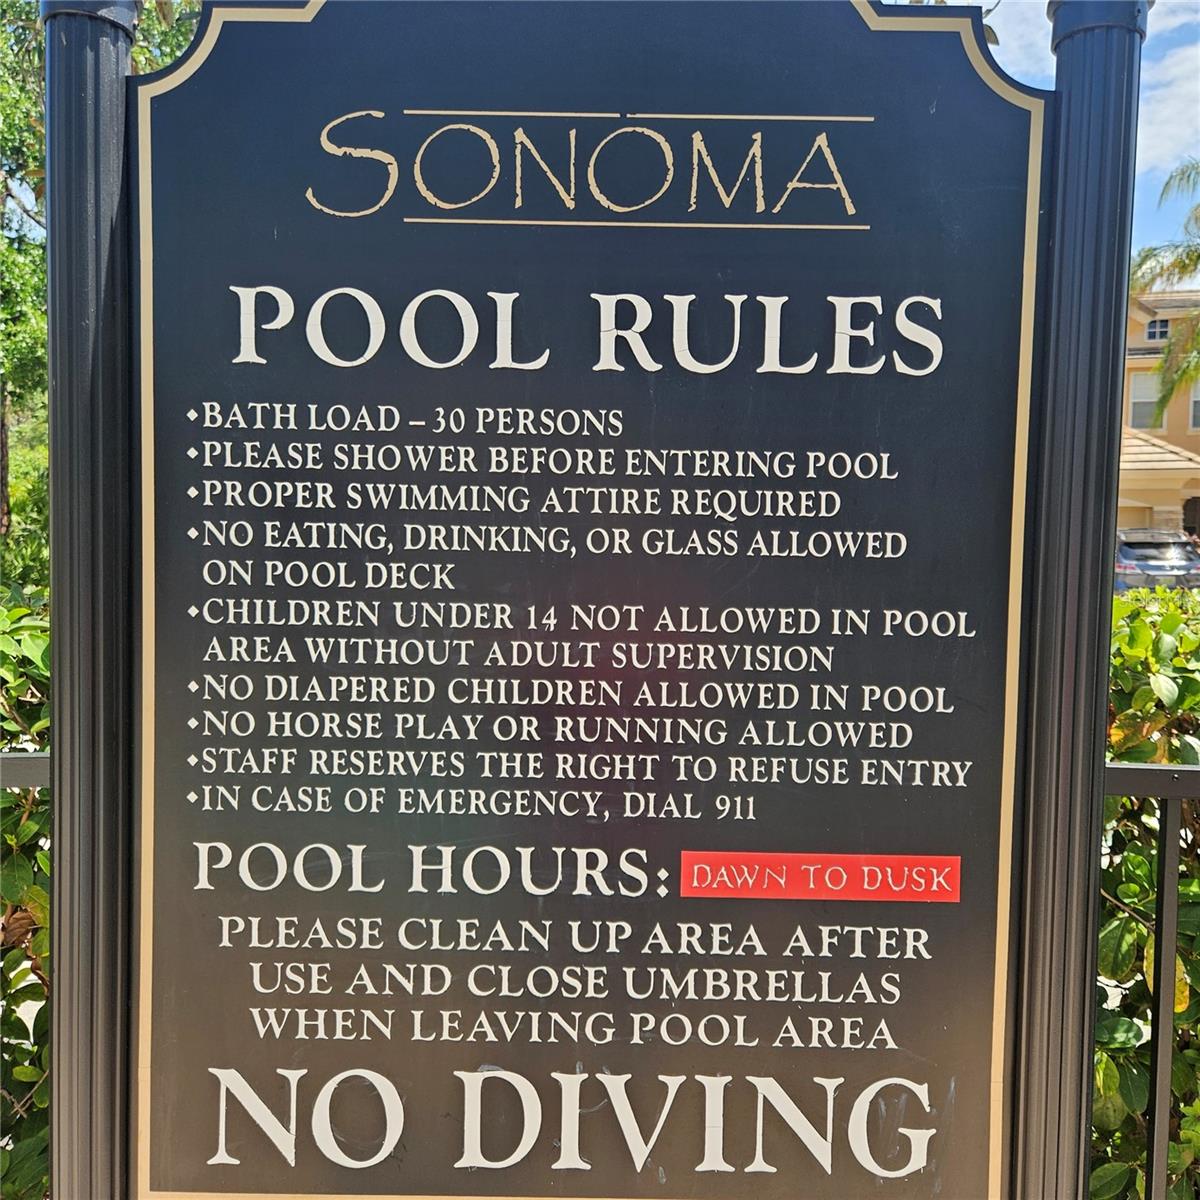 SONOMA
POOL RULES
•BATH LOAD – 30 PERSONS
•PLEASE SHOWER BEFORE ENTERING POOL
•PROPER SWIMMING ATTIRE REQUIRED
•NO EATING, DRINKING, OR GLASS ALLOWED
ON POOL DECK
•CHILDREN UNDER 14 NOT ALLOWED IN POOL
AREA WITHOUT ADULT SUPERVISION
•NO DIAPERED CHILDREN ALLOWED IN POOL
•NO HORSE PLAY OR RUNNING ALLOWED
•STAFF RESERVES THE RIGHT TO REFUSE ENTRY
•IN CASE OF EMERGENCY, DIAL 911
POOL HOURS: DAWN TO DUSK
PLEASE CLEAN UP AREA AFTER
USE AND CLOSE UMBRELLAS
WHEN LEAVING POOL AREA
NO DIVING